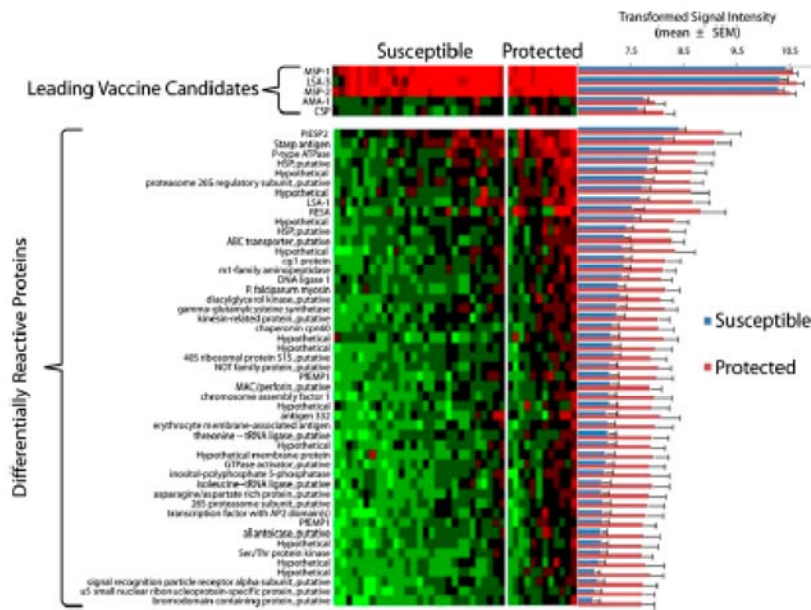 Transformed Signal Intensity
(mean ± SEM)
7.5 8.5 9.5 10.5
Susceptible Protected
Leading Vaccine Candidates
MSP-1
LSA-3
MSP-2
AMA-1
CSP
Differentially Reactive Proteins
PfESP2
Starp antigen
P-type ATPase
HSP, putative
Hypothetical
proteasome 26S regulatory subunit, putative
Hypothetical
LSA-1
RESA
Hypothetical
HSP, putative
ABC transporter, putative
Hypothetical
cg1 protein
m1-family aminopeptidase
DNA ligase 1
P. falciparum myosin
diacylglycerol kinase, putative
gamma-glutamylcysteine synthetase
kinesin-related protein, putative
chaperonin cpn60
Hypothetical
Hypothetical
40S ribosomal protein S15, putative
NOT family protein, putative
PfEMP1
MAC/perforin, putative
chromosome assembly factor 1
Hypothetical
antigen 332
erythrocyte membrane-associated antigen
threonine -- tRNA ligase, putative
Hypothetical
Hypothetical membrane protein
GTPase activator, putative
inositol-polyphosphate 5-phosphatase
isoleucine--tRNA ligase, putative
asparagine/aspartate rich protein, putative
26S proteasome subunit, putative
transcription factor with AP2 domain(s)
PfEMP1
allantoicase, putative
Hypothetical
Ser/Thr protein kinase
Hypothetical
Hypothetical
signal recognition particle receptor alpha subunit, putative
u5 small nuclear ribonucleoprotein-specific protein, putative
bromodomain containing protein, putative
Susceptible
Protected